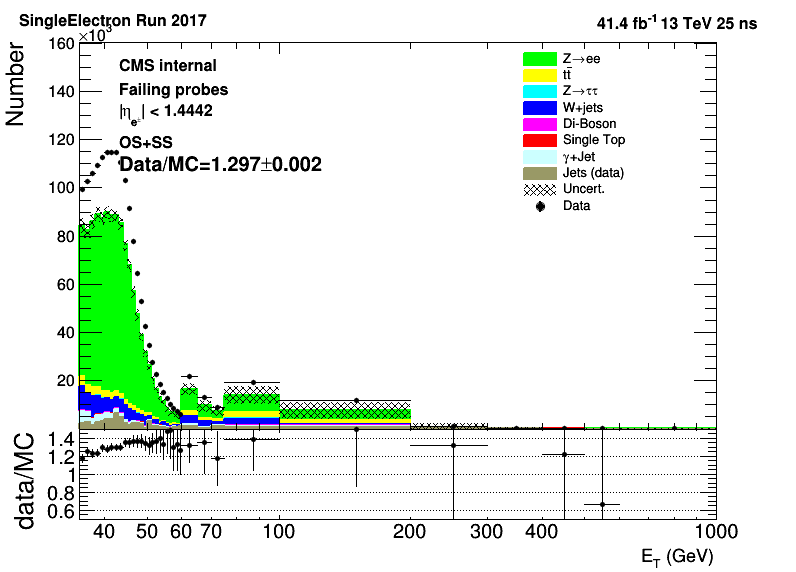 SingleElectron Run 2017
41.4 fb⁻¹ 13 TeV 25 ns
×10³
Number
160
140
120
100
80
60
40
20
CMS internal
Failing probes
|η_e±| < 1.4442
OS+SS
Data/MC=1.297±0.002
Z→ee
tt̄
Z→ττ
W+jets
Di-Boson
Single Top
γ+Jet
Jets (data)
Uncert.
Data
data/MC
1.4
1.2
1
0.8
0.6
40 50 60 70 100 200 300 400 1000
E_T (GeV)